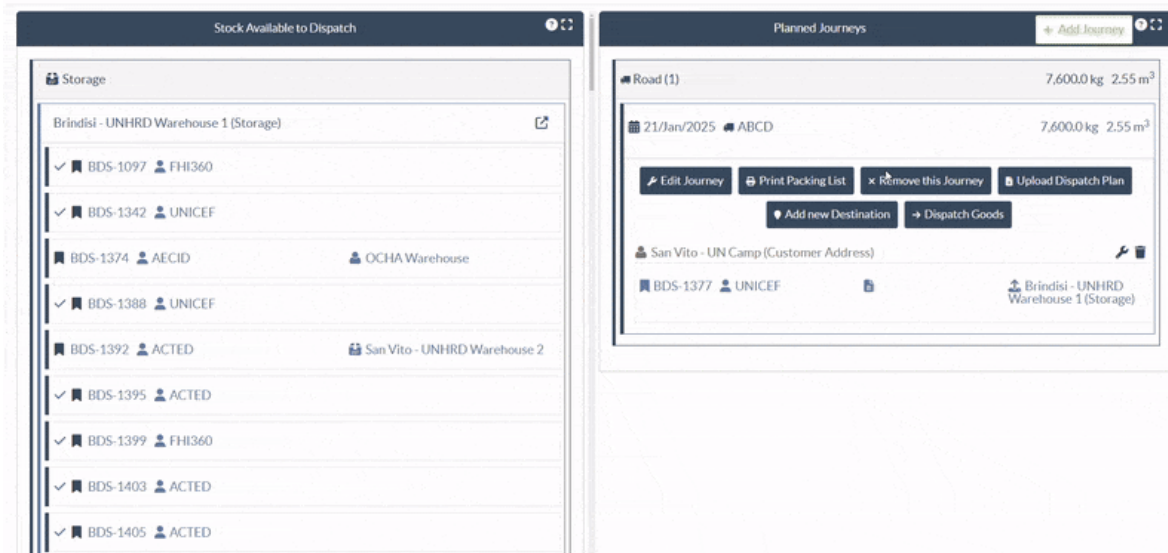 Stock Available to Dispatch
Storage
Brindisi - UNHRD Warehouse 1 (Storage)
BDS-1097 FHI360
BDS-1342 UNICEF
BDS-1374 AECID OCHA Warehouse
BDS-1388 UNICEF
BDS-1392 ACTED San Vito - UNHRD Warehouse 2
BDS-1395 ACTED
BDS-1399 FHI360
BDS-1403 ACTED
BDS-1405 ACTED
Planned Journeys
+ Add Journey
Road (1) 7,600.0 kg 2.55 m³
21/Jan/2025 ABCD 7,600.0 kg 2.55 m³
Edit Journey Print Packing List × Remove this Journey Upload Dispatch Plan
Add new Destination → Dispatch Goods
San Vito - UN Camp (Customer Address)
BDS-1377 UNICEF Brindisi - UNHRD
Warehouse 1 (Storage)